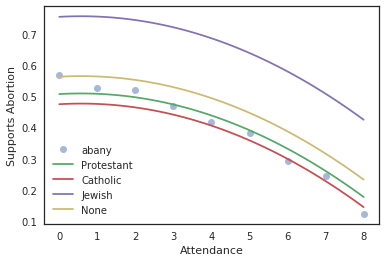 0.7
0.6
0.5
0.4
0.3
0.2
0.1
Supports Abortion
abany
Protestant
Catholic
Jewish
None
0 1 2 3 4 5 6 7 8
Attendance